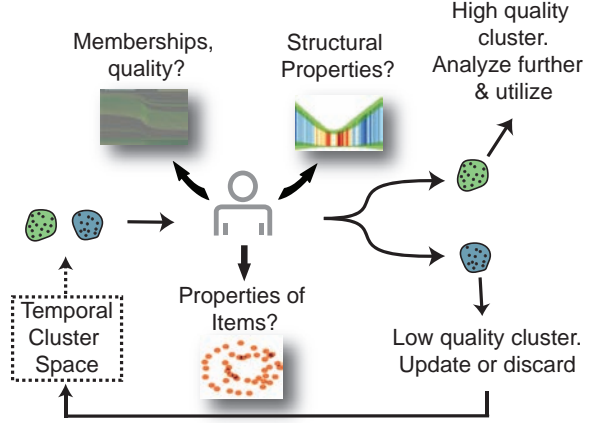 Memberships,
quality?
Structural
Properties?
High quality
cluster.
Analyze further
& utilize
Properties of
Items?
Temporal
Cluster
Space
Low quality cluster.
Update or discard